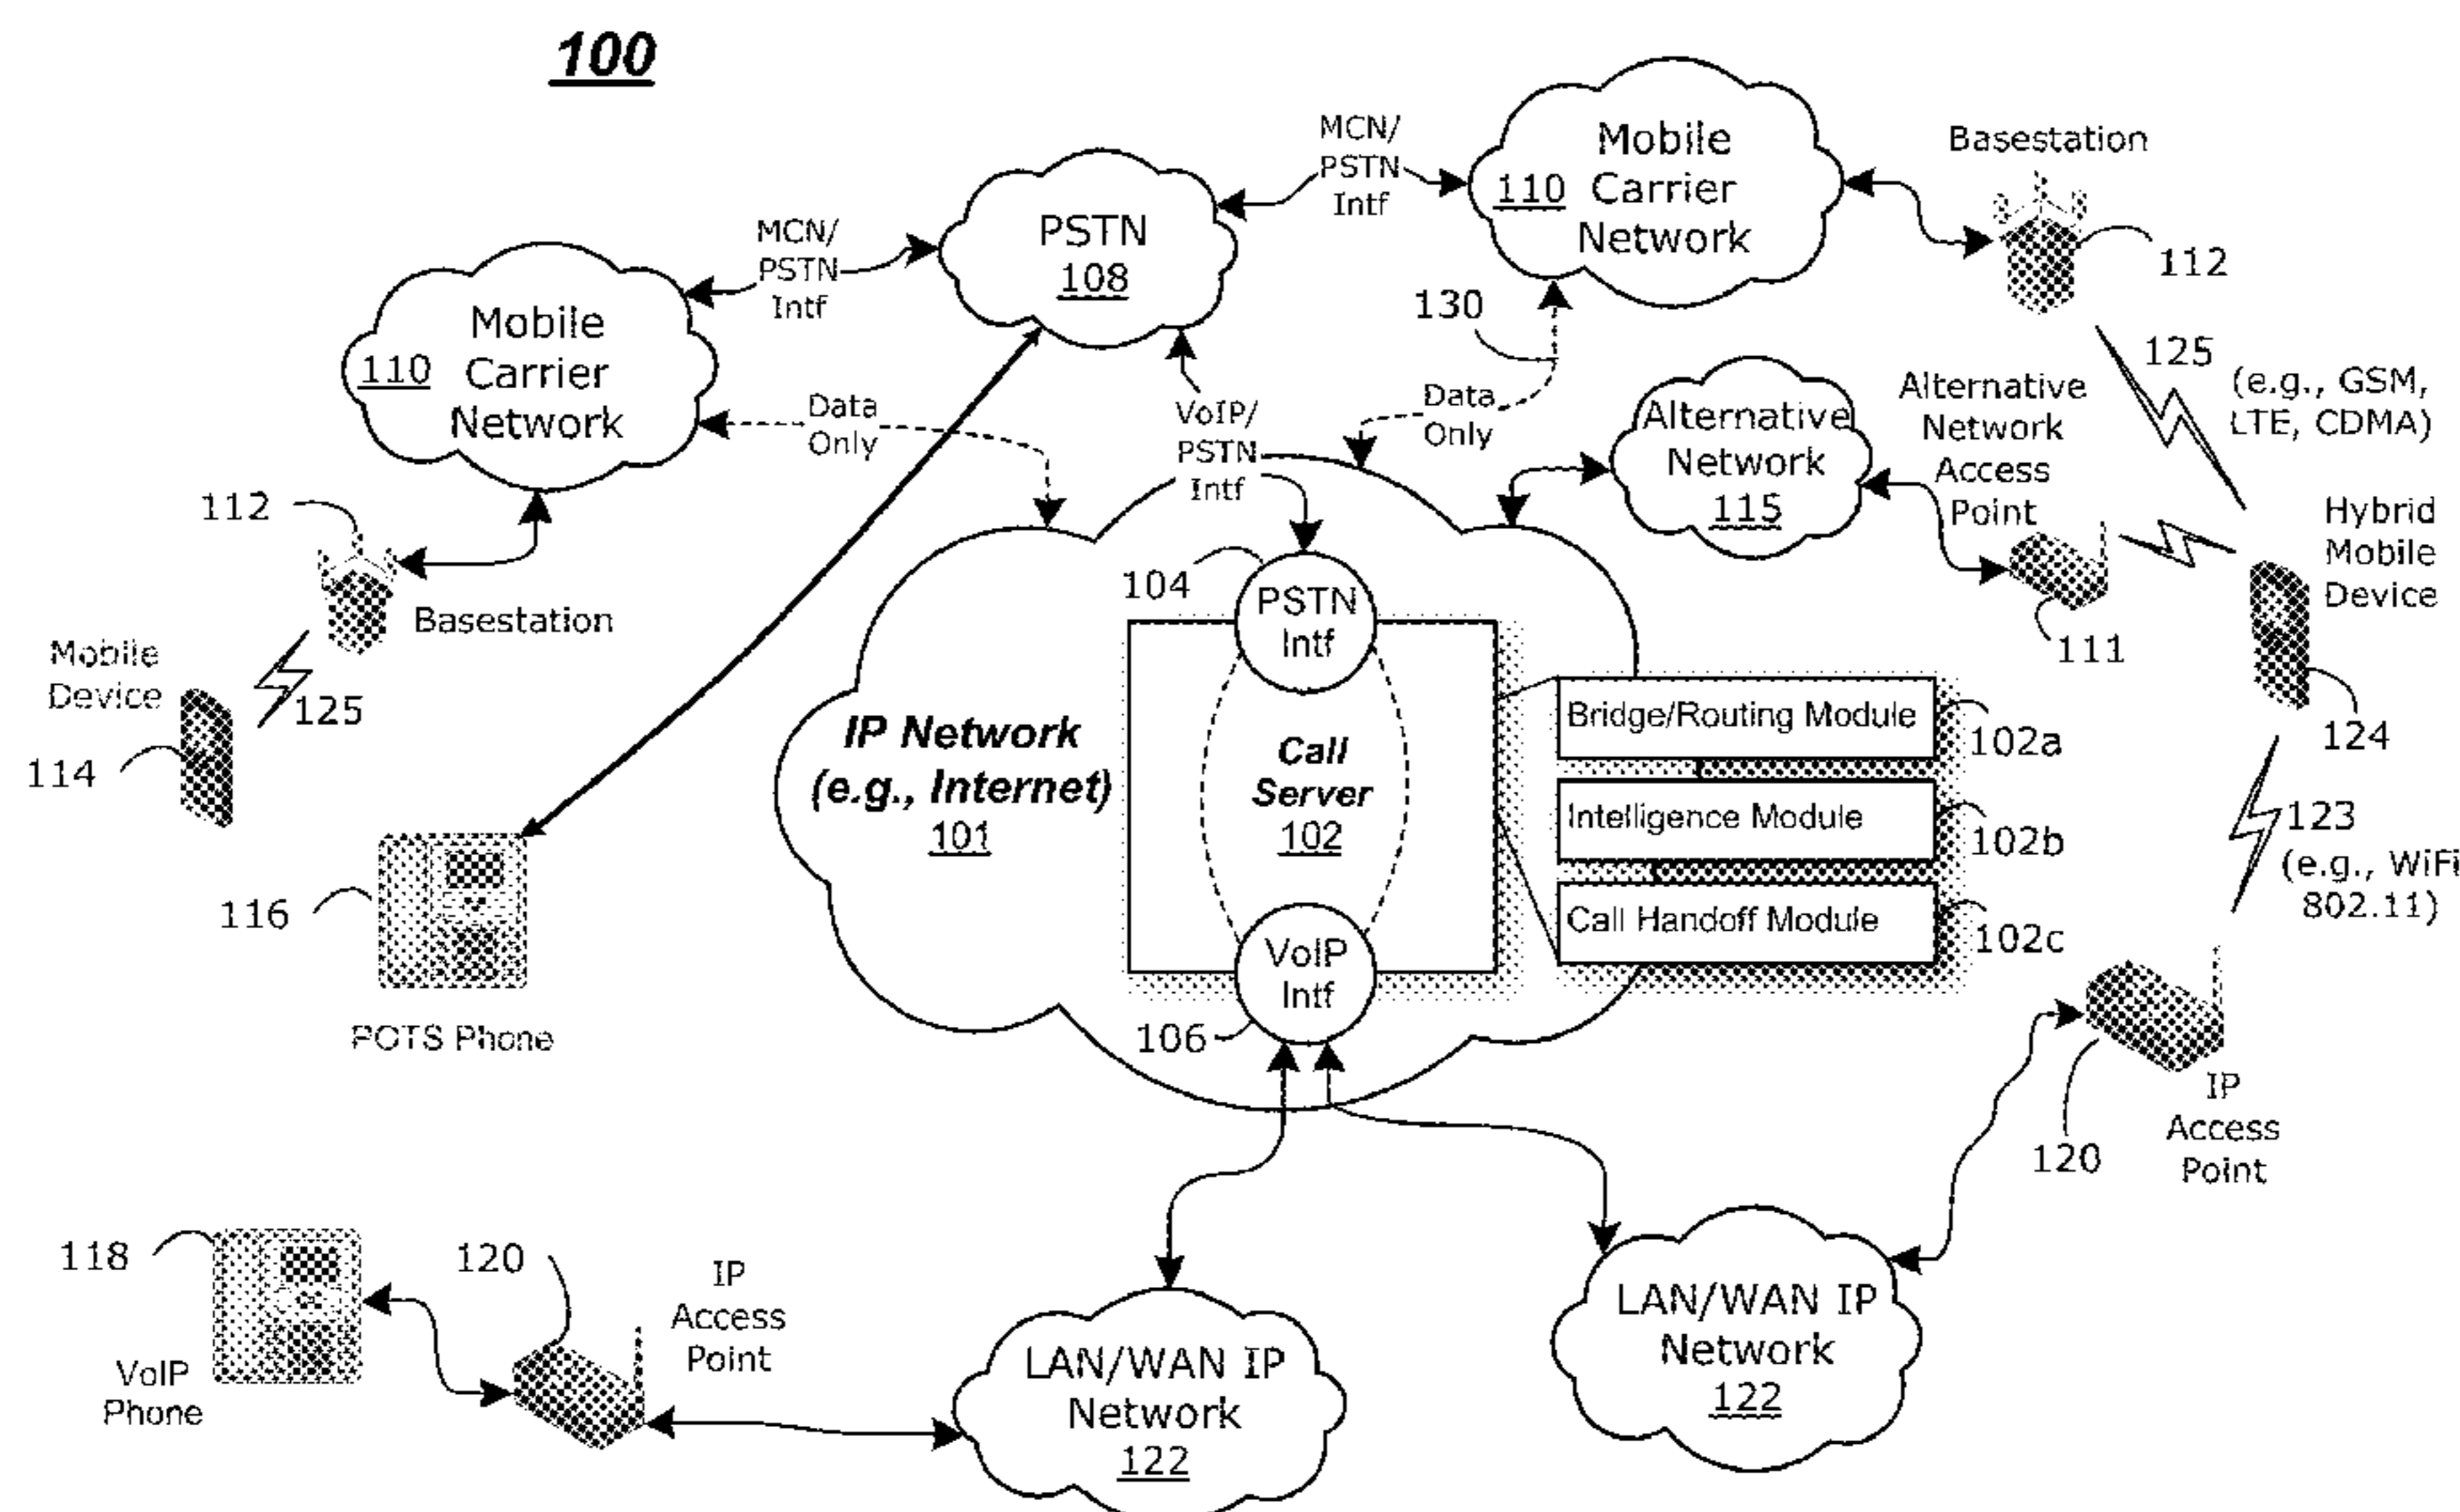 100
MCN/
PSTN
Intf
Mobile
Carrier
Network
110
Basestation
112
PSTN
108
MCN/
PSTN
Intf
Mobile
Carrier
Network
110
130
Data
Only
Data
Only
VoIP/
PSTN
Intf
Alternative
Network
115
Alternative
Network
Access
Point
111
125
(e.g., GSM,
LTE, CDMA)
Hybrid
Mobile
Device
124
112
Basestation
Mobile
Device
125
114
116
POTS Phone
IP Network
(e.g., Internet)
101
104
PSTN
Intf
Call
Server
102
VoIP
Intf
106
Bridge/Routing Module
102a
Intelligence Module
102b
Call Handoff Module
102c
123
(e.g., WiFi
802.11)
IP
Access
Point
120
118
VoIP
Phone
120
IP
Access
Point
LAN/WAN IP
Network
122
LAN/WAN IP
Network
122